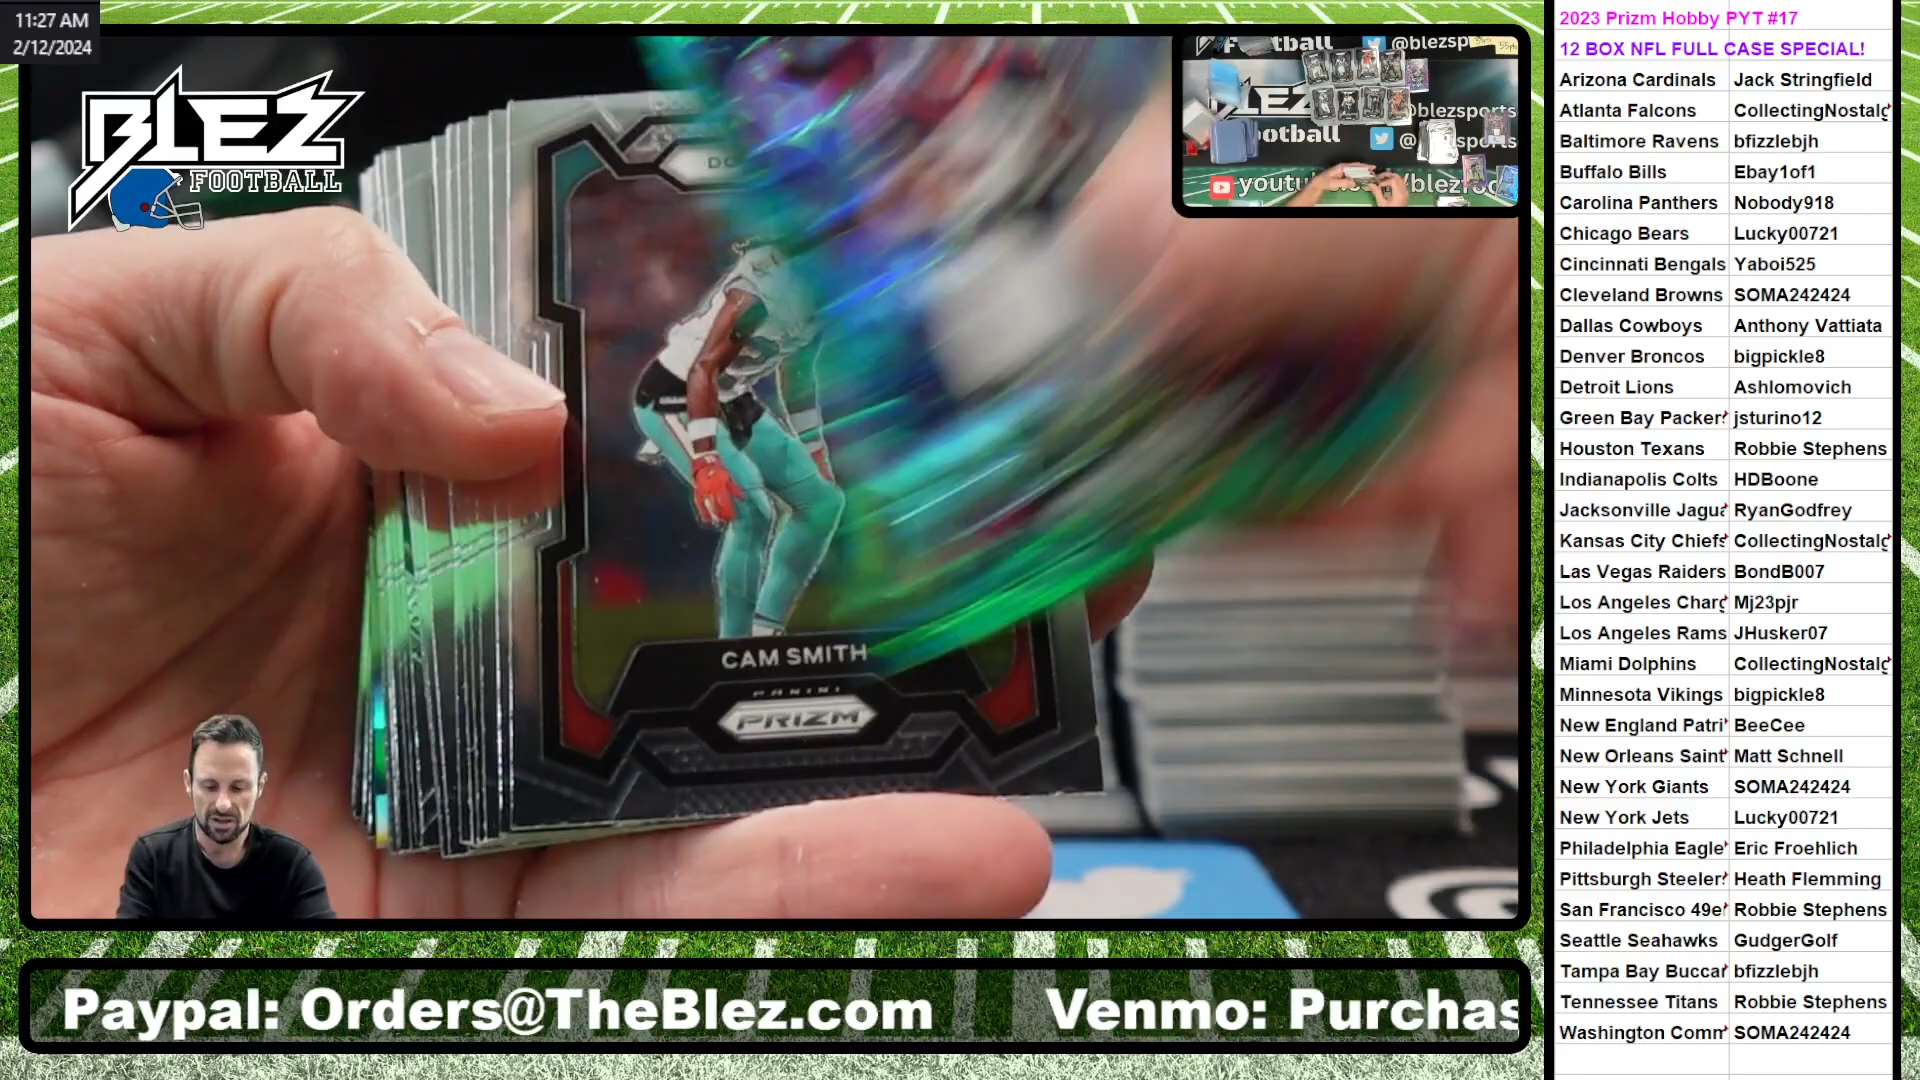 11:27 AM
2/12/2024
BLEZ
FOOTBALL
CAM SMITH
PANINI
PRIZM
@blezsports
youtu
Paypal: Orders@TheBlez.com Venmo: Purchas
2023 Prizm Hobby PYT #17
12 BOX NFL FULL CASE SPECIAL!
Arizona Cardinals Jack Stringfield
Atlanta Falcons CollectingNostalg
Baltimore Ravens bfizzlebjh
Buffalo Bills Ebay1of1
Carolina Panthers Nobody918
Chicago Bears Lucky00721
Cincinnati Bengals Yaboi525
Cleveland Browns SOMA242424
Dallas Cowboys Anthony Vattiata
Denver Broncos bigpickle8
Detroit Lions Ashlomovich
Green Bay Packer jsturino12
Houston Texans Robbie Stephens
Indianapolis Colts HDBoone
Jacksonville Jagua RyanGodfrey
Kansas City Chiefs CollectingNostalg
Las Vegas Raiders BondB007
Los Angeles Charg Mj23pjr
Los Angeles Rams JHusker07
Miami Dolphins CollectingNostalg
Minnesota Vikings bigpickle8
New England Patri BeeCee
New Orleans Saint Matt Schnell
New York Giants SOMA242424
New York Jets Lucky00721
Philadelphia Eagle Eric Froehlich
Pittsburgh Steeler Heath Flemming
San Francisco 49e Robbie Stephens
Seattle Seahawks GudgerGolf
Tampa Bay Buccar bfizzlebjh
Tennessee Titans Robbie Stephens
Washington Comm SOMA242424